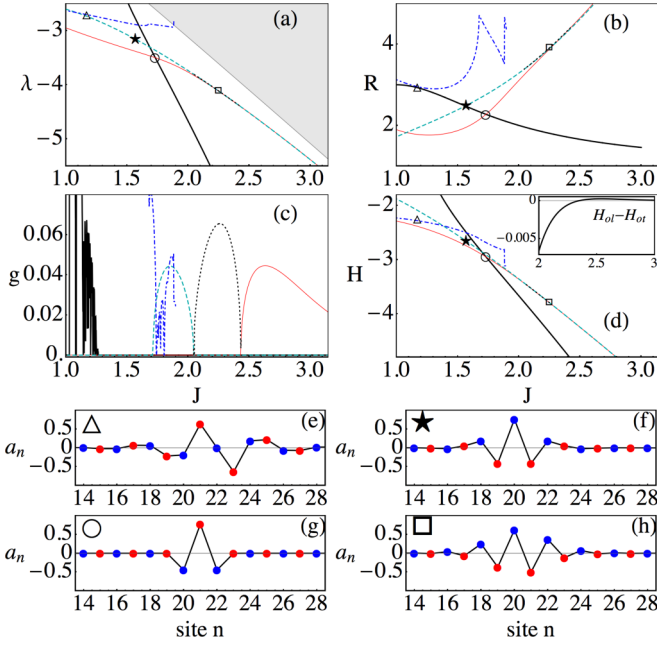 (a)
λ
−3
−4
−5
1.0 1.5 2.0 2.5 3.0
(b)
R
4
3
2
1.0 1.5 2.0 2.5 3.0
(c)
g
0.08
0.04
0.
1.0 1.5 2.0 2.5 3.0
J
(d)
H
−2
−3
−4
1.0 1.5 2.0 2.5 3.0
J
0
−0.005
H_ol−H_ot
2 2.5 3
(e)
a_n
0.5
0
−0.5
14 16 18 20 22 24 26 28
(f)
a_n
0.5
0
−0.5
14 16 18 20 22 24 26 28
(g)
a_n
0.5
0
−0.5
14 16 18 20 22 24 26 28
site n
(h)
a_n
0.5
0
−0.5
14 16 18 20 22 24 26 28
site n